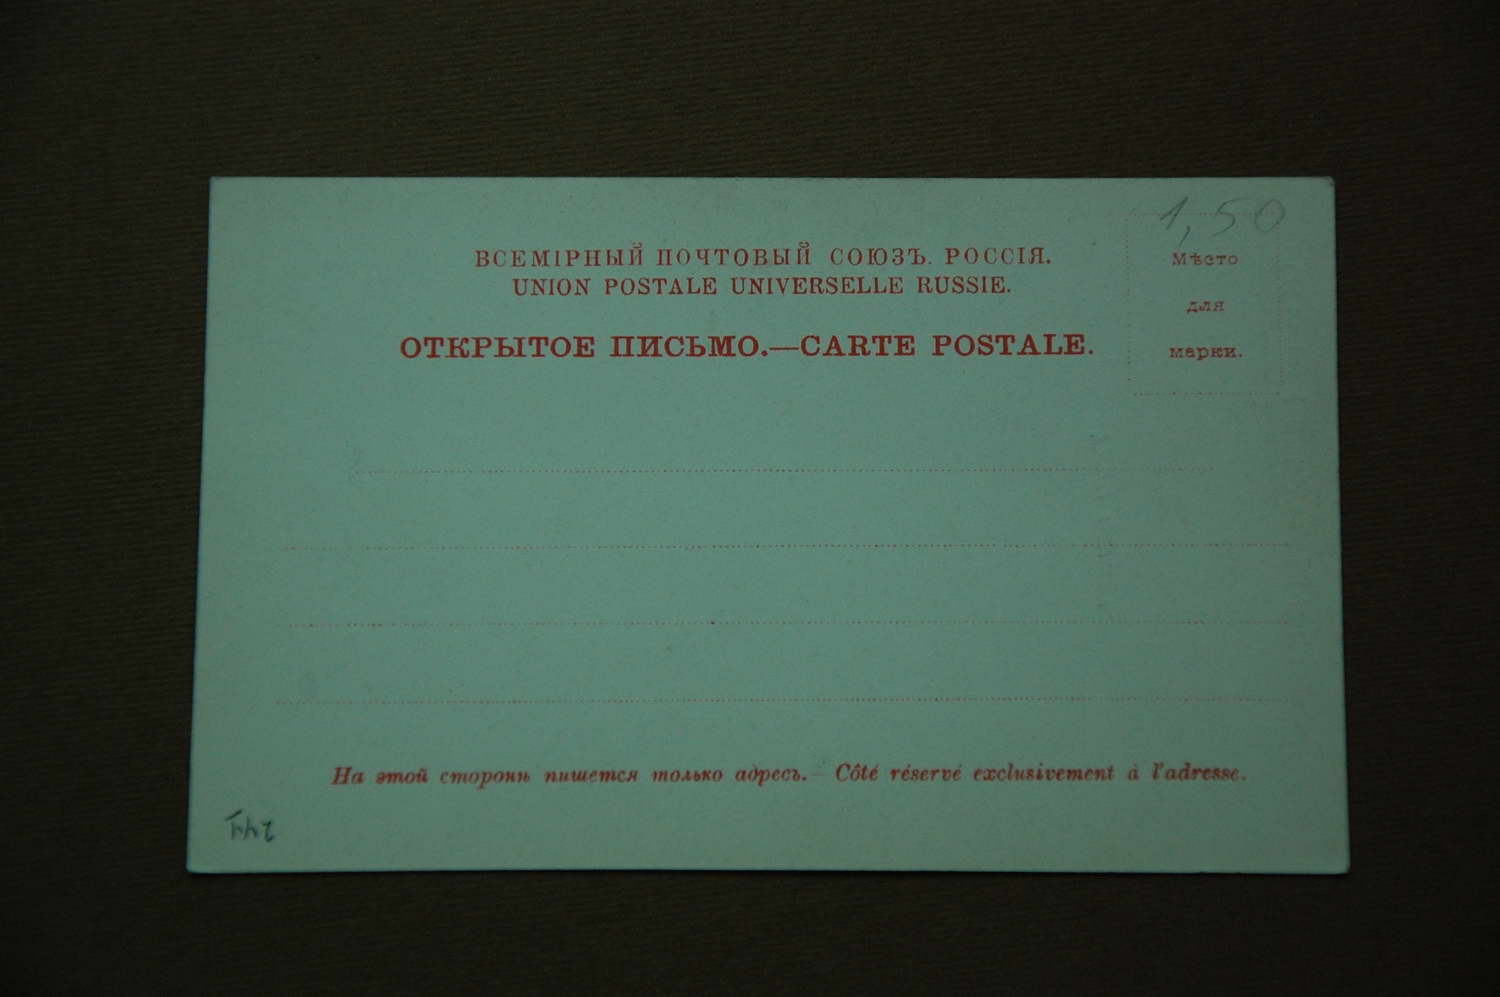 1,50
ВСЕМІРНЫЙ ПОЧТОВЫЙ СОЮЗЪ. РОССІЯ.
UNION POSTALE UNIVERSELLE RUSSIE.
ОТКРЫТОЕ ПИСЬМО.—CARTE POSTALE.
Мѣсто
для
марки.
На этой сторонѣ пишется только адресъ. — Côté réservé exclusivement à l'adresse.